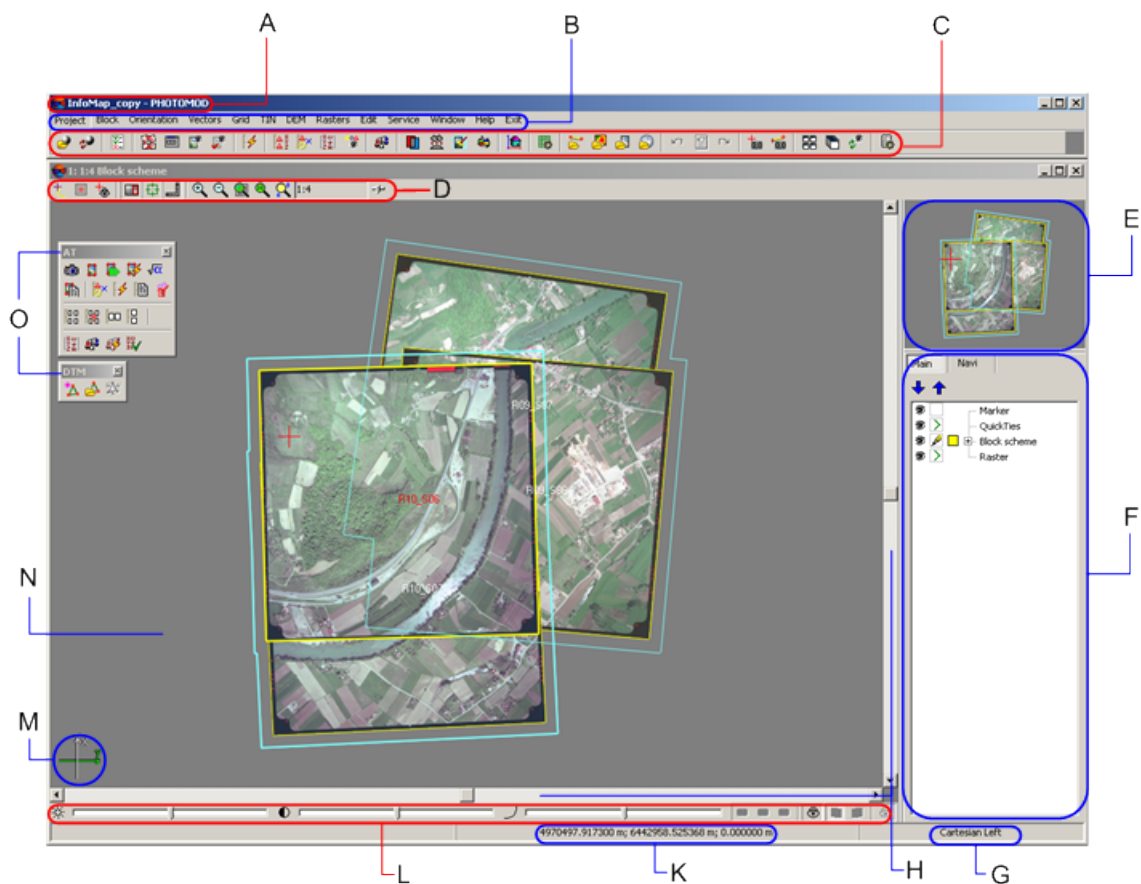 A
B
C
InfoMap_copy - PHOTOMOD
Project Block Orientation Vectors Grid TIN DEM Rasters Edit Service Window Help Exit
1: 1:4 Block scheme
1:4
D
E
AT
O
DTM
Main Navi
Marker
QuickTies
Block scheme
Raster
R09_S07
R10_S06
R10_S07
F
N
M
4970497.917300 m; 6442958.525368 m; 0.000000 m
Cartesian Left
H
L
K
G